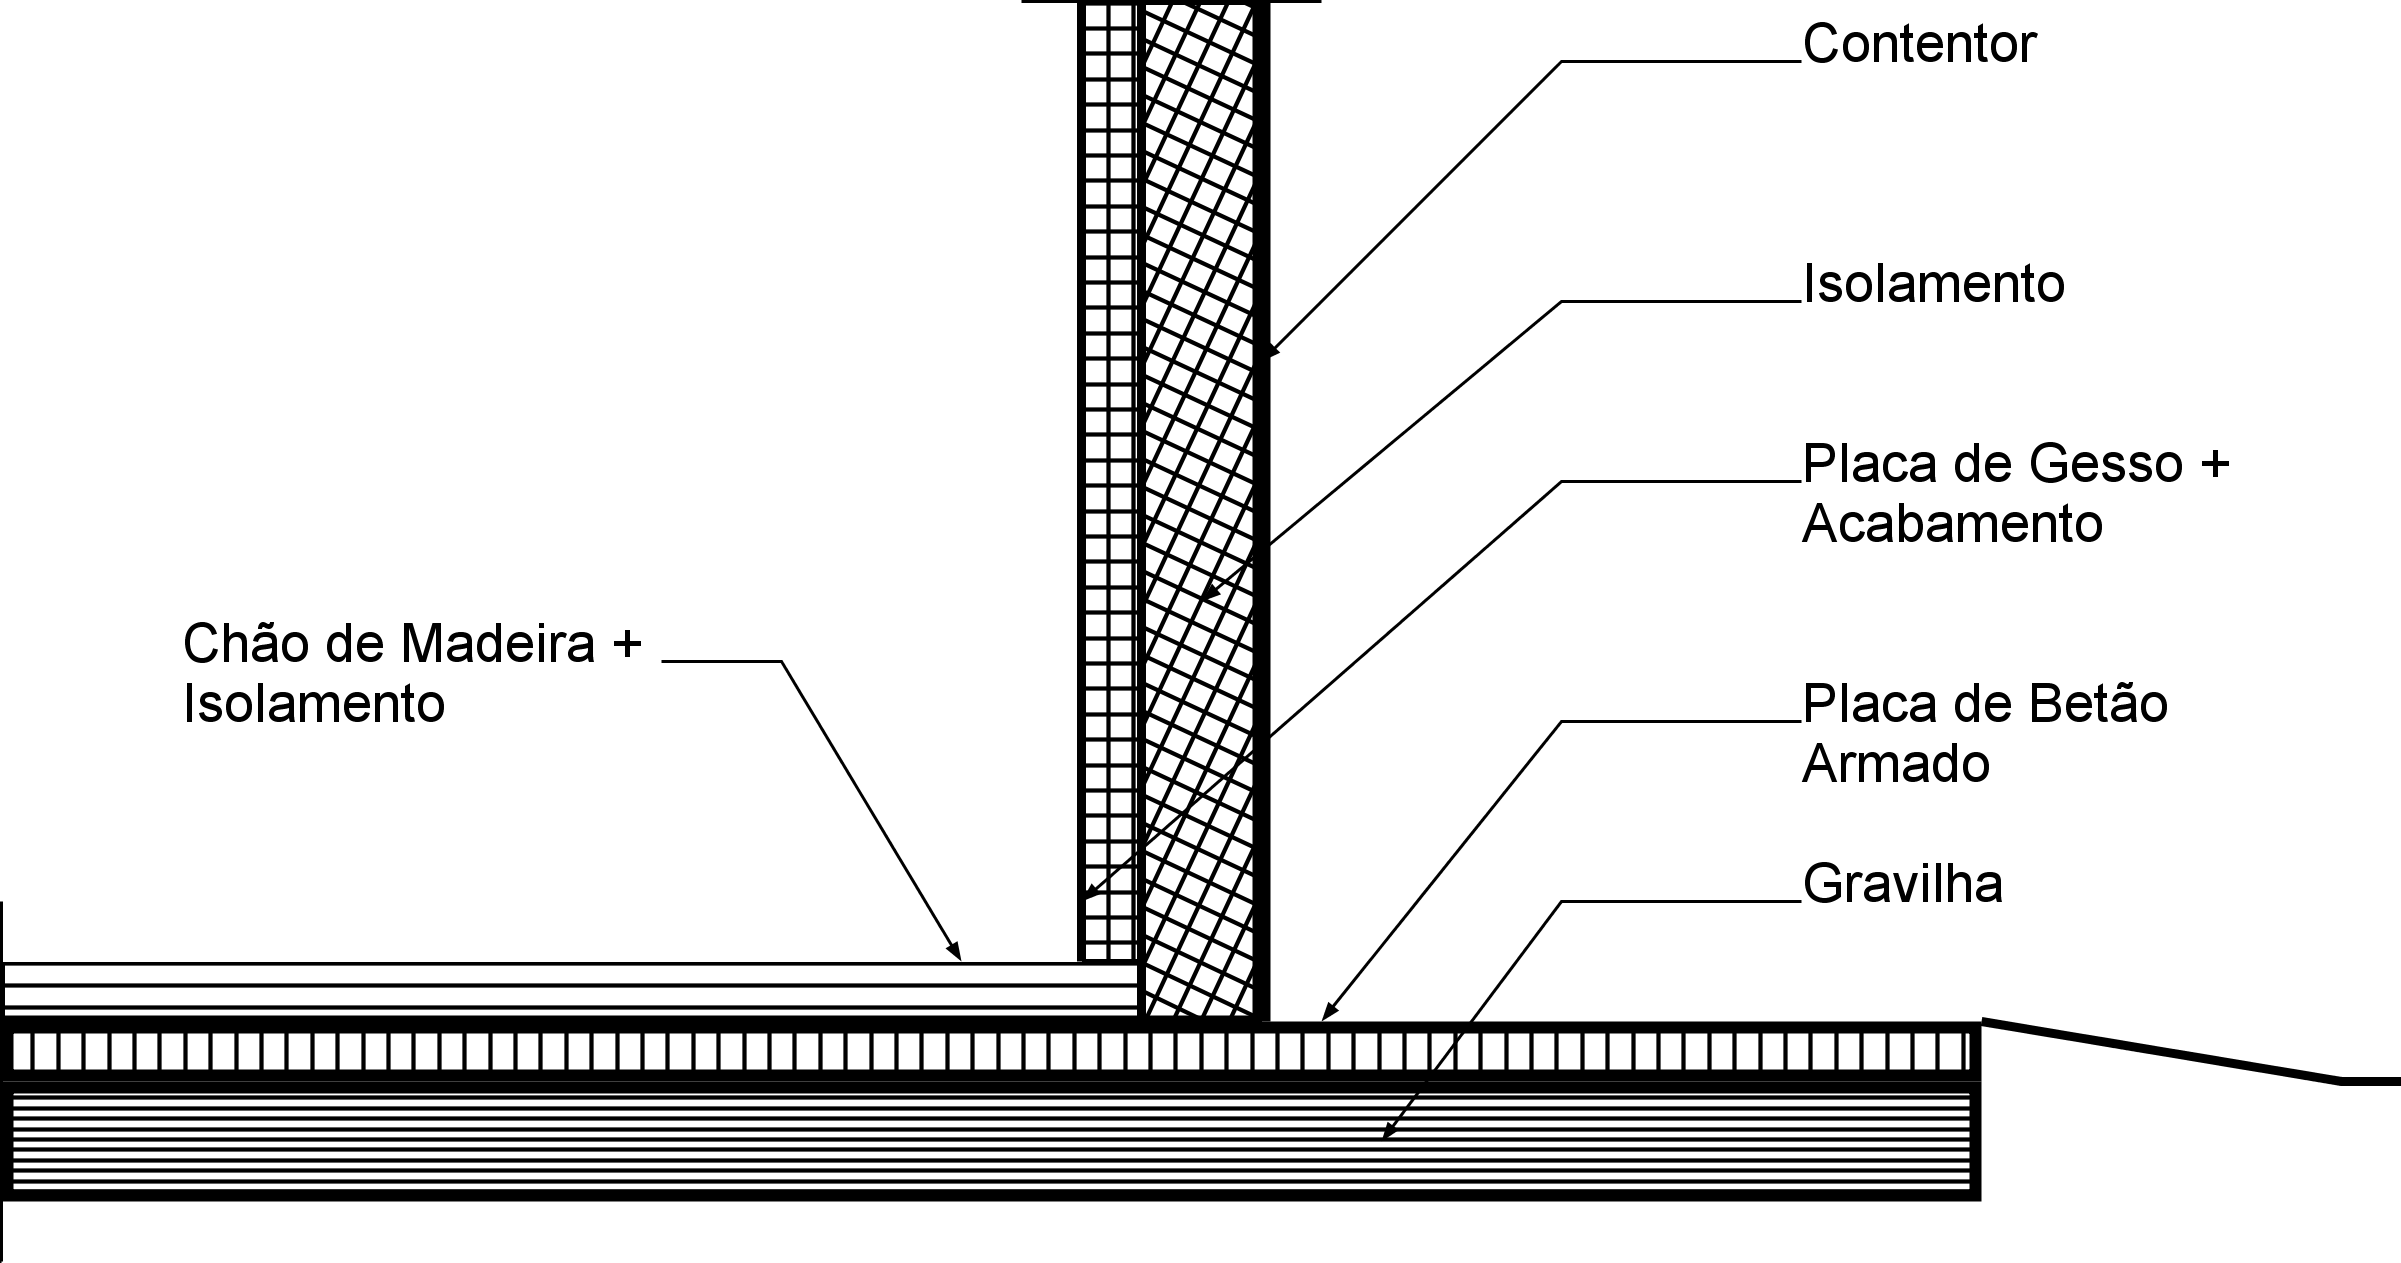 Contentor
Isolamento
Placa de Gesso +
Acabamento
Chão de Madeira +
Isolamento
Placa de Betão
Armado
Gravilha